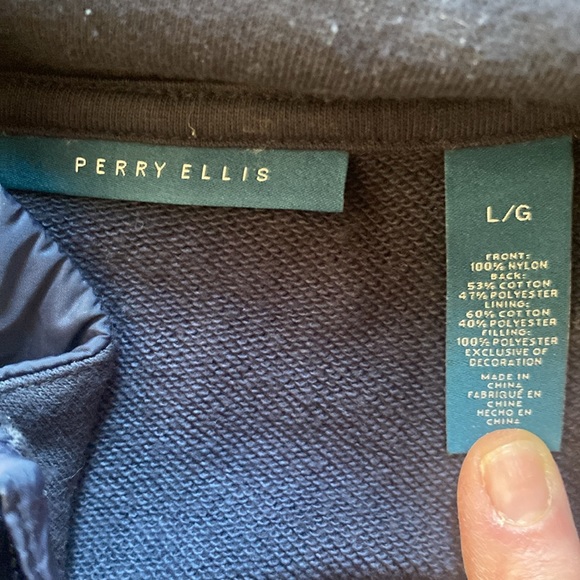 PERRY ELLIS
L/G
FRONT:
100% NYLON
BACK:
53% COTTON
47% POLYESTER
LINING:
60% COTTON
40% POLYESTER
FILLING:
100% POLYESTER
EXCLUSIVE OF
DECORATION
MADE IN
CHINA
FABRIQUÉ EN
CHINE
HECHO EN
CHINA